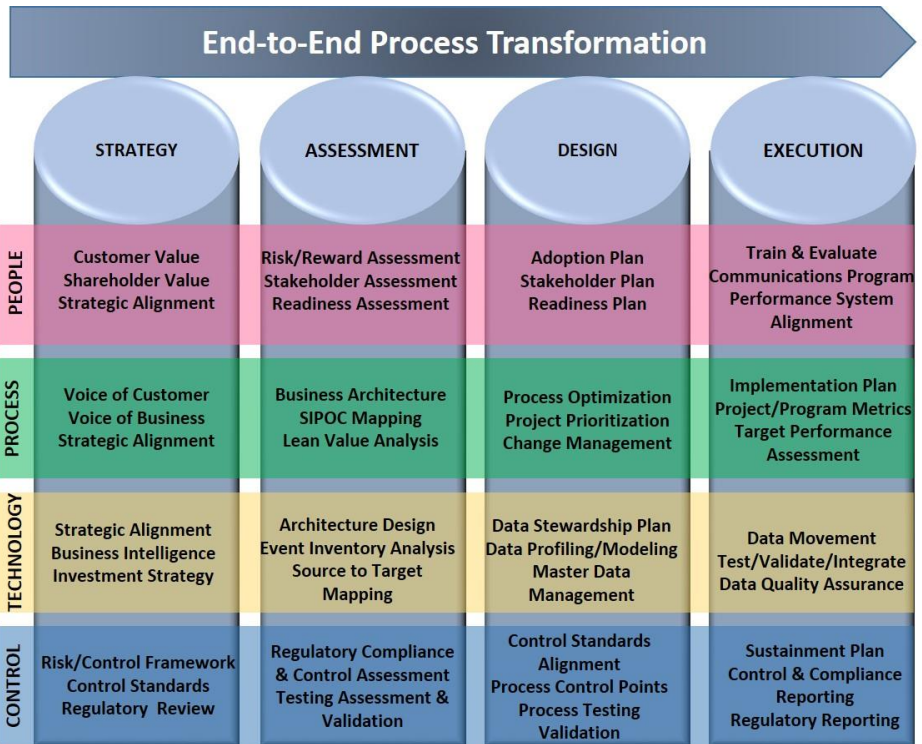 End-to-End Process Transformation
STRATEGY
ASSESSMENT
DESIGN
EXECUTION
PEOPLE
Customer Value
Shareholder Value
Strategic Alignment
Risk/Reward Assessment
Stakeholder Assessment
Readiness Assessment
Adoption Plan
Stakeholder Plan
Readiness Plan
Train & Evaluate
Communications Program
Performance System
Alignment
PROCESS
Voice of Customer
Voice of Business
Strategic Alignment
Business Architecture
SIPOC Mapping
Lean Value Analysis
Process Optimization
Project Prioritization
Change Management
Implementation Plan
Project/Program Metrics
Target Performance
Assessment
TECHNOLOGY
Strategic Alignment
Business Intelligence
Investment Strategy
Architecture Design
Event Inventory Analysis
Source to Target
Mapping
Data Stewardship Plan
Data Profiling/Modeling
Master Data
Management
Data Movement
Test/Validate/Integrate
Data Quality Assurance
CONTROL
Risk/Control Framework
Control Standards
Regulatory Review
Regulatory Compliance
& Control Assessment
Testing Assessment &
Validation
Control Standards
Alignment
Process Control Points
Process Testing
Validation
Sustainment Plan
Control & Compliance
Reporting
Regulatory Reporting